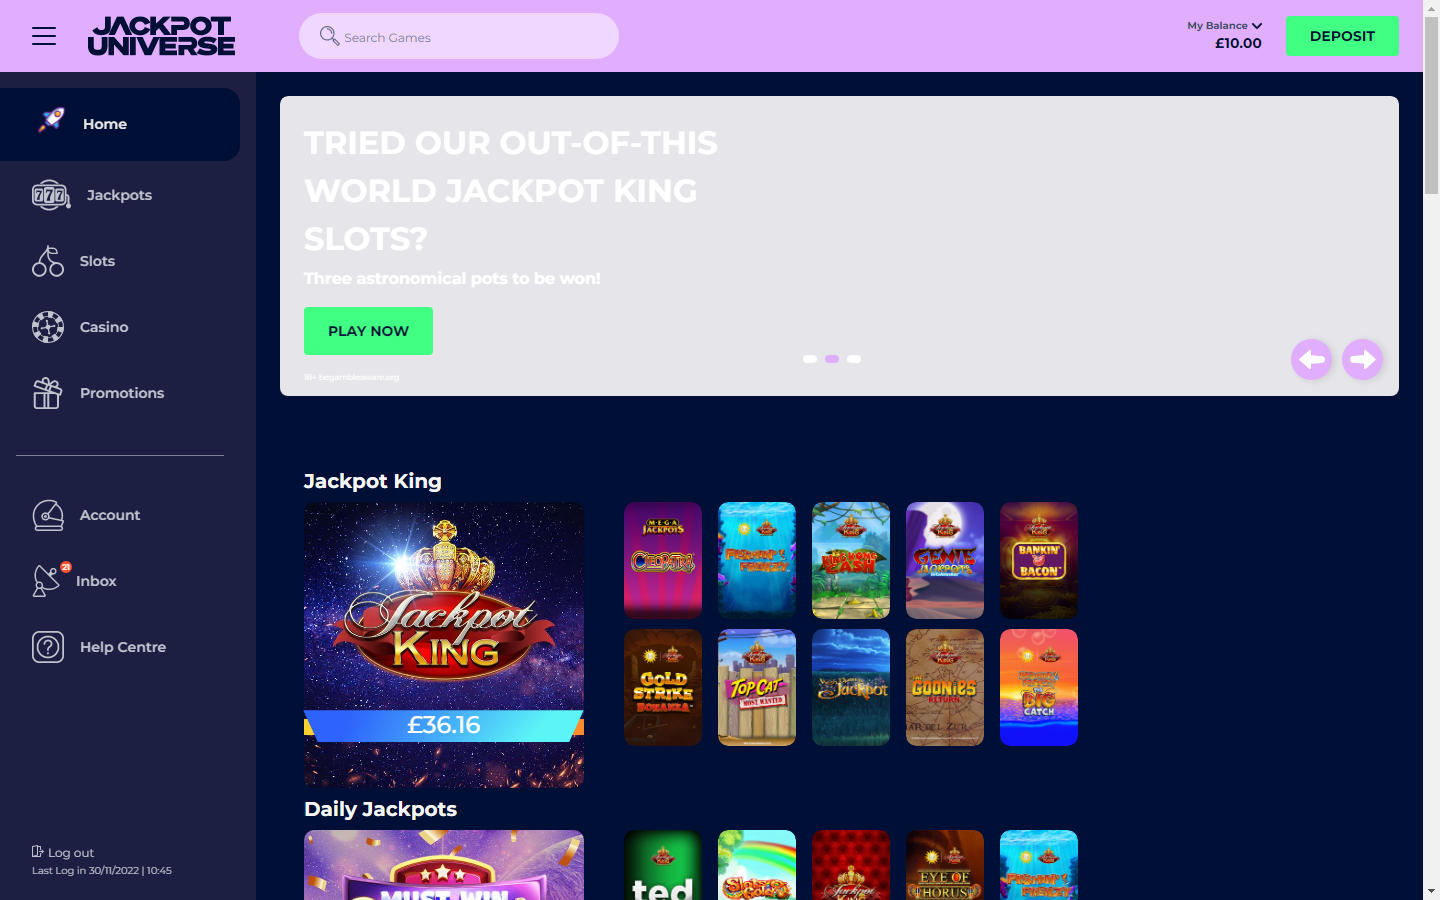 JACKPOT
UNIVERSE
Search Games
My Balance
£10.00
DEPOSIT
Home
Jackpots
Slots
Casino
Promotions
Account
21
Inbox
Help Centre
Log out
Last Log in 30/11/2022 | 10:45
TRIED OUR OUT-OF-THIS
WORLD JACKPOT KING
SLOTS?
Three astronomical pots to be won!
PLAY NOW
18+ begambleaware.org
Jackpot King
Jackpot
KING
£36.16
MEGA
JACKPOTS
CLEOPATRA
FISHIN'
FRENZY
CASH
GENIE
JACKPOTS
BANKIN'
BACON
GOLD
STRIKE
BONANZA
TOP CAT
MOST WANTED
Jackpot
THE
GOONIES
RETURN
BIG
CATCH
Daily Jackpots
MUST WIN
ted
Slots
Gold
Jackpot
EYE OF
HORUS
FISHIN'
FRENZY